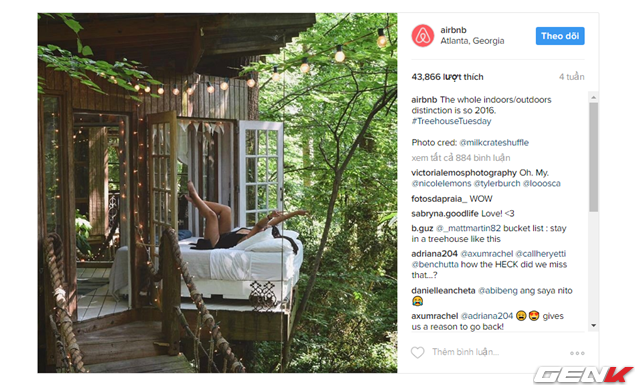 airbnb
Atlanta, Georgia
Theo dõi
43,866 lượt thích
4 tuần
airbnb The whole indoors/outdoors
distinction is so 2016.
#TreehouseTuesday
Photo cred: @milkcrateshuffle
xem tất cả 884 bình luận
victorialemosphotography Oh. My.
@nicolelemons @tylerburch @looosca
fotosdapraia_ WOW
sabryna.goodlife Love! <3
b.guz @_mattmartin82 bucket list : stay
in a treehouse like this
adriana204 @axumrachel @callheryetti
@benchutta how the HECK did we miss
that...?
danielleancheta @abibeng ang saya nito
😩
axumrachel @adriana204 😩😍 gives
us a reason to go back!
Thêm bình luận...
GENK